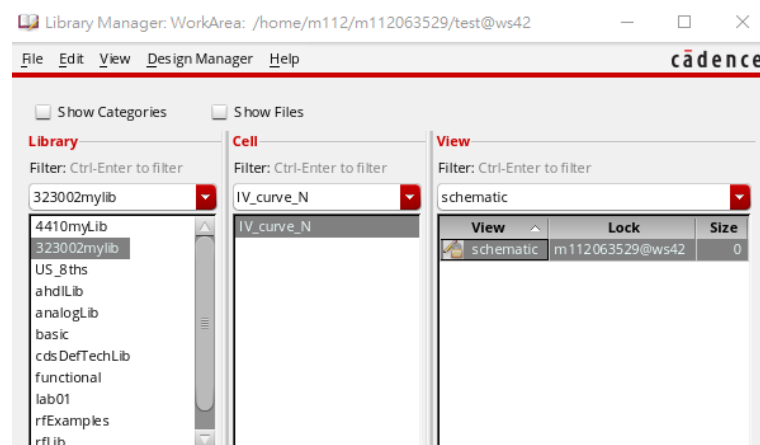 Library Manager: WorkArea: /home/m112/m112063529/test@ws42
File Edit View Design Manager Help
cādence
Show Categories Show Files
Library Cell View
Filter: Ctrl-Enter to filter Filter: Ctrl-Enter to filter Filter: Ctrl-Enter to filter
323002mylib IV_curve_N schematic
4410myLib IV_curve_N View Lock Size
323002mylib schematic m112063529@ws42 0
US_8ths
ahdlLib
analogLib
basic
cdsDefTechLib
functional
lab01
rfExamples
rfLib